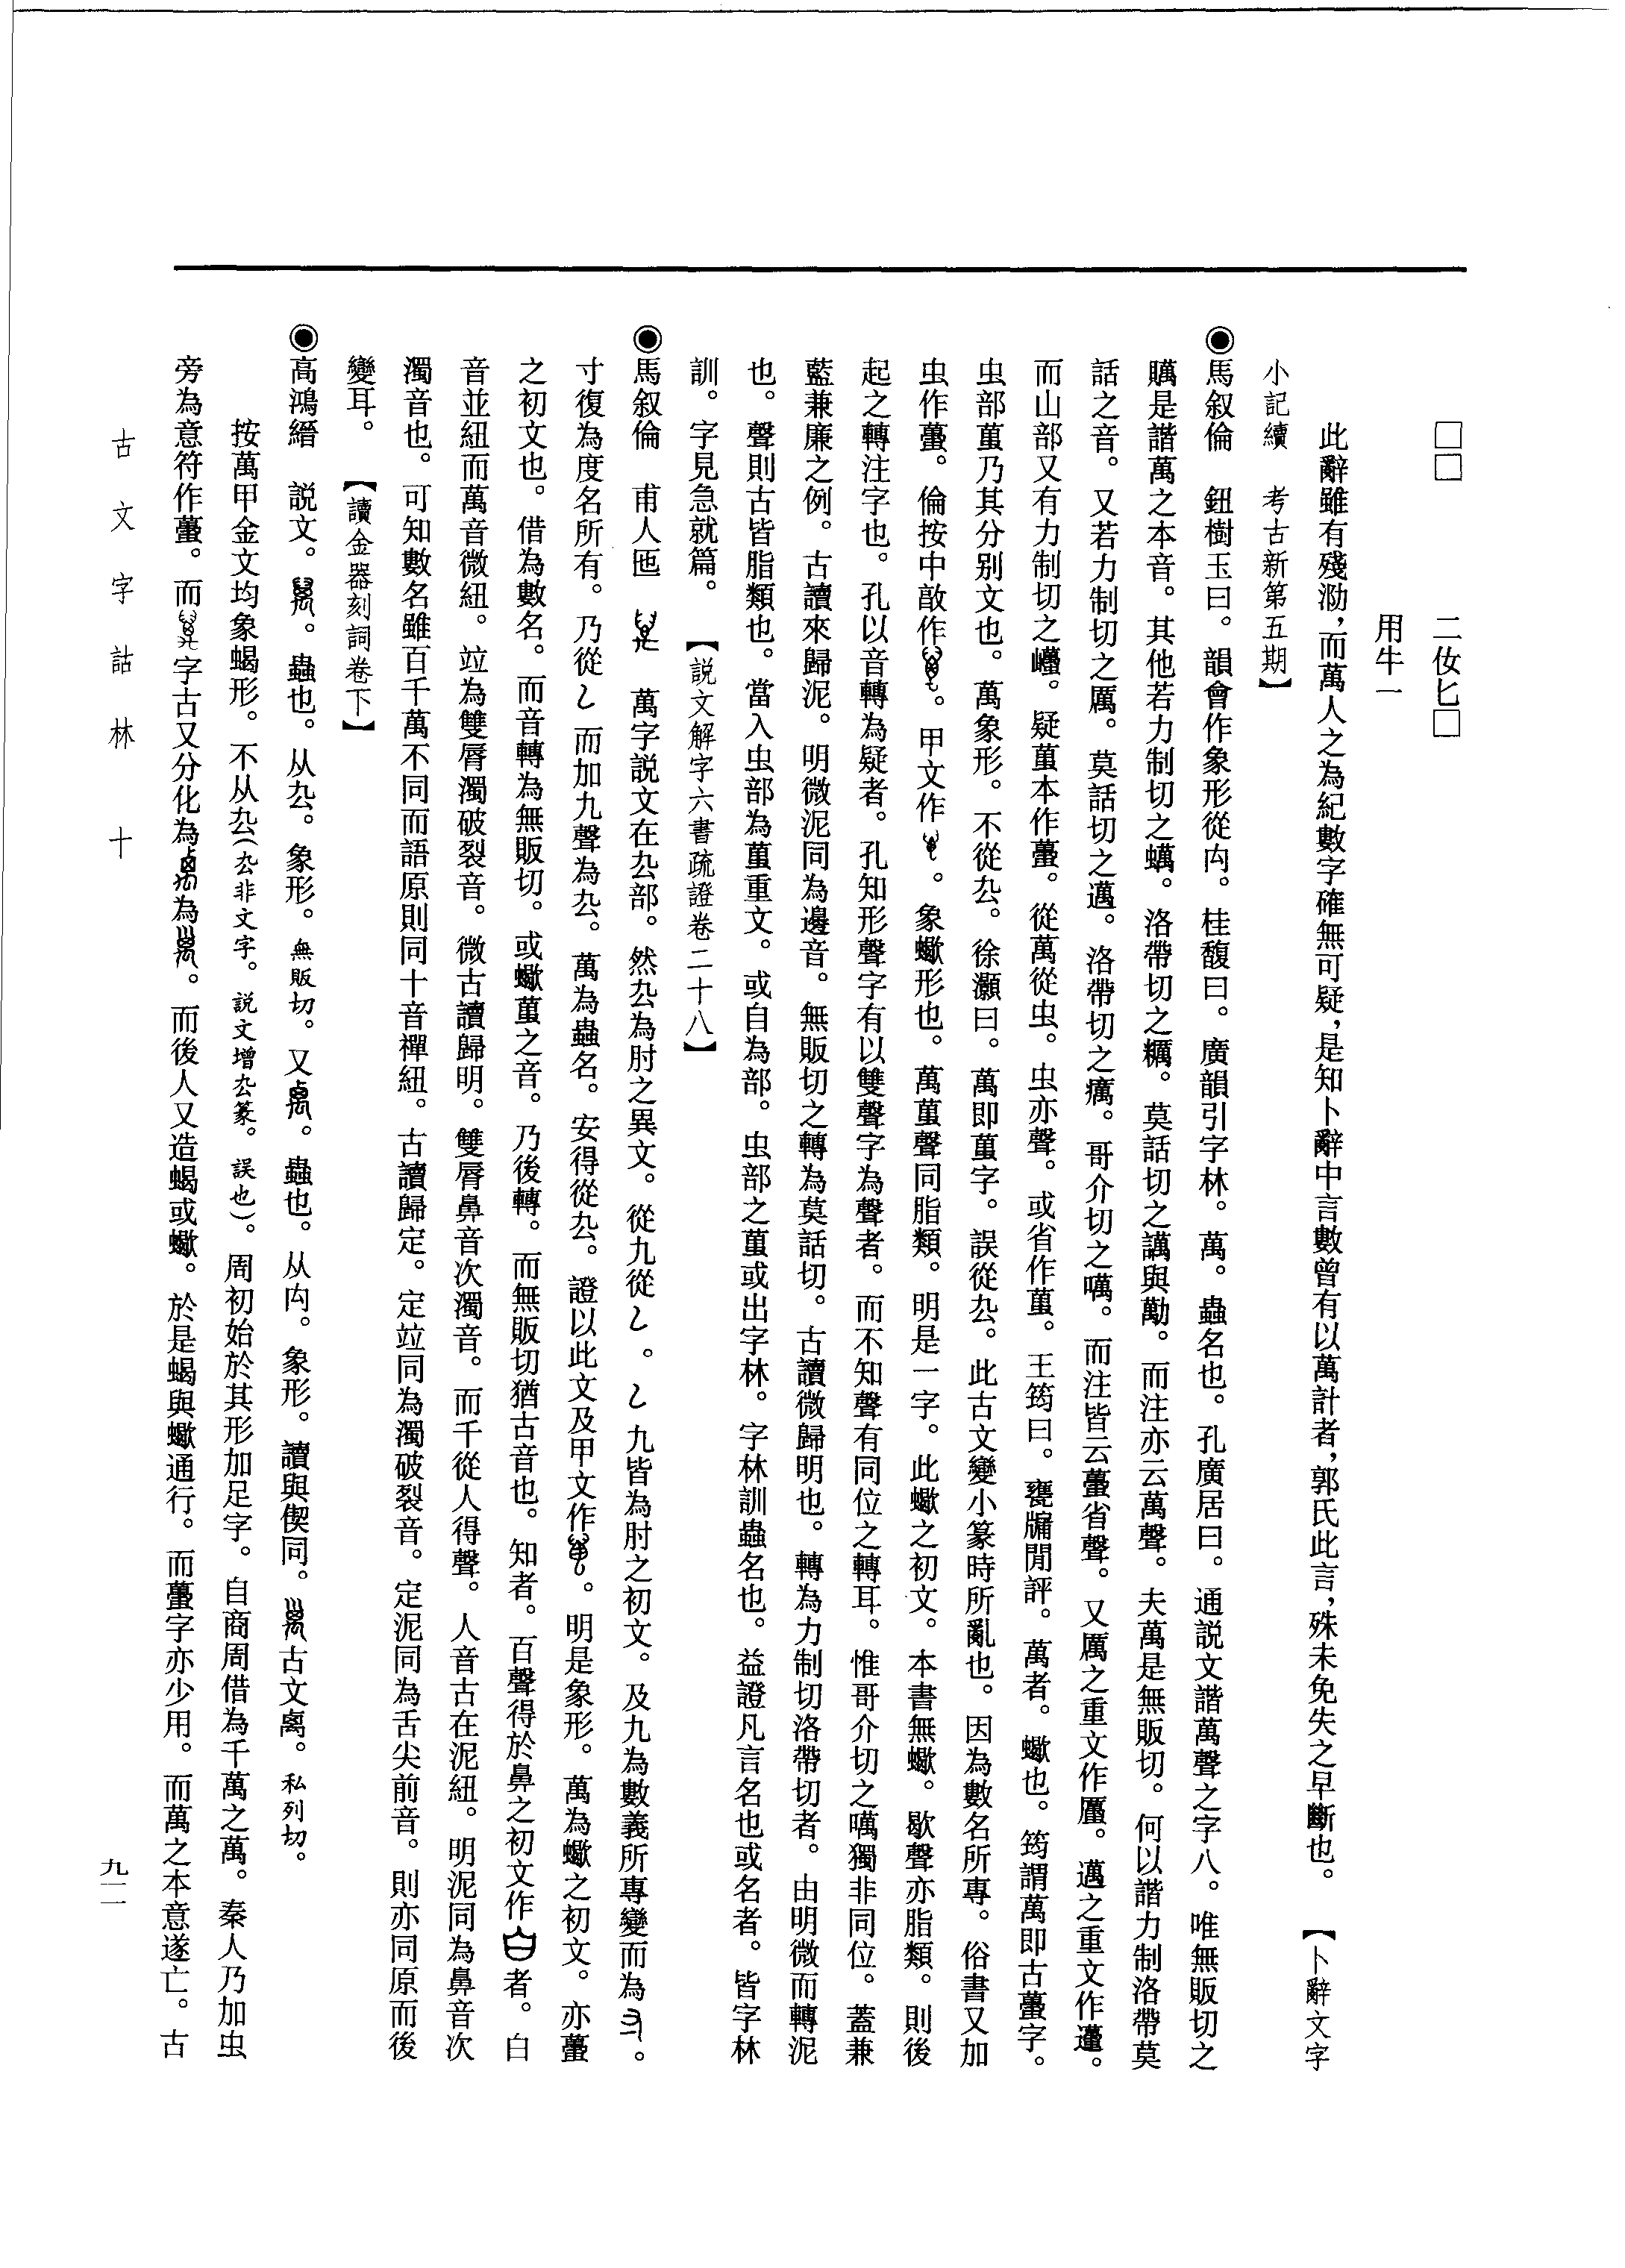 □□　二伩匕□
用牛一
此辭雖有殘泐，而萬人之為紀數字確無可疑，是知卜辭中言數曾有以萬計者，郭氏此言，殊未免失之早斷也。　【卜辭文字
小記續　考古新第五期】
◉馬叙倫　鈕樹玉曰。韻會作象形從禸。桂馥曰。廣韻引字林。萬。蟲名也。孔廣居曰。通説文諧萬聲之字八。唯無販切之
購是諧萬之本音。其他若力制切之蠣。洛帶切之糲。莫話切之讗與勱。而注亦云萬聲。夫萬是無販切。何以諧力制洛帶莫
話之音。又若力制切之厲。莫話切之邁。洛帶切之癘。哥介切之噧。而注皆云蠆省聲。又厲之重文作𧓽。邁之重文作𨘌。
而山部又有力制切之巁。疑䖝本作蠆。從萬從虫。虫亦聲。或省作䖝。王筠曰。甕牖閒評。萬者。蠍也。筠謂萬即古蠆字。
虫部䖝乃其分别文也。萬象形。不從厹。徐灝曰。萬即䖝字。誤從厹。此古文變小篆時所亂也。因為數名所專。俗書又加
虫作蠆。倫按中敢作。甲文作。象蠍形也。萬䖝聲同脂類。明是一字。此蠍之初文。本書無蠍。歇聲亦脂類。則後
起之轉注字也。孔以音轉為疑者。孔知形聲字有以雙聲字為聲者。而不知聲有同位之轉耳。惟哥介切之噧獨非同位。蓋兼
藍兼廉之例。古讀來歸泥。明微泥同為邊音。無販切之轉為莫話切。古讀微歸明也。轉為力制切洛帶切者。由明微而轉泥
也。聲則古皆脂類也。當入虫部為䖝重文。或自為部。虫部之䖝或出字林。字林訓蟲名也。益證凡言名也或名者。皆字林
訓。字見急就篇。　【説文解字六書疏證卷二十八】
◉馬叙倫　甫人匜　萬字説文在厹部。然厹為肘之異文。從九從。九皆為肘之初文。及九為數義所專變而為。
寸復為度名所有。乃從而加九聲為厹。萬為蟲名。安得從厹。證以此文及甲文作。明是象形。萬為蠍之初文。亦蠆
之初文也。借為數名。而音轉為無販切。或蠍䖝之音。乃後轉。而無販切猶古音也。知者。百聲得於鼻之初文作者。白
音並紐而萬音微紐。竝為雙脣濁破裂音。微古讀歸明。雙脣鼻音次濁音。而千從人得聲。人音古在泥紐。明泥同為鼻音次
濁音也。可知數名雖百千萬不同而語原則同十音禪紐。古讀歸定。定竝同為濁破裂音。定泥同為舌尖前音。則亦同原而後
變耳。　【讀金器刻詞卷下】
◉高鴻縉　説文。。蟲也。从厹。象形。無販切。又。蟲也。从禸。象形。讀與偰同。古文离。私列切。
按萬甲金文均象蝎形。不从厹（厹非文字。説文增厹篆。誤也）。周初始於其形加足字。自商周借為千萬之萬。秦人乃加虫
旁為意符作蠆。而字古又分化為為。而後人又造蝎或蠍。於是蝎與蠍通行。而蠆字亦少用。而萬之本意遂亡。古
古文字詁林　十
九一一